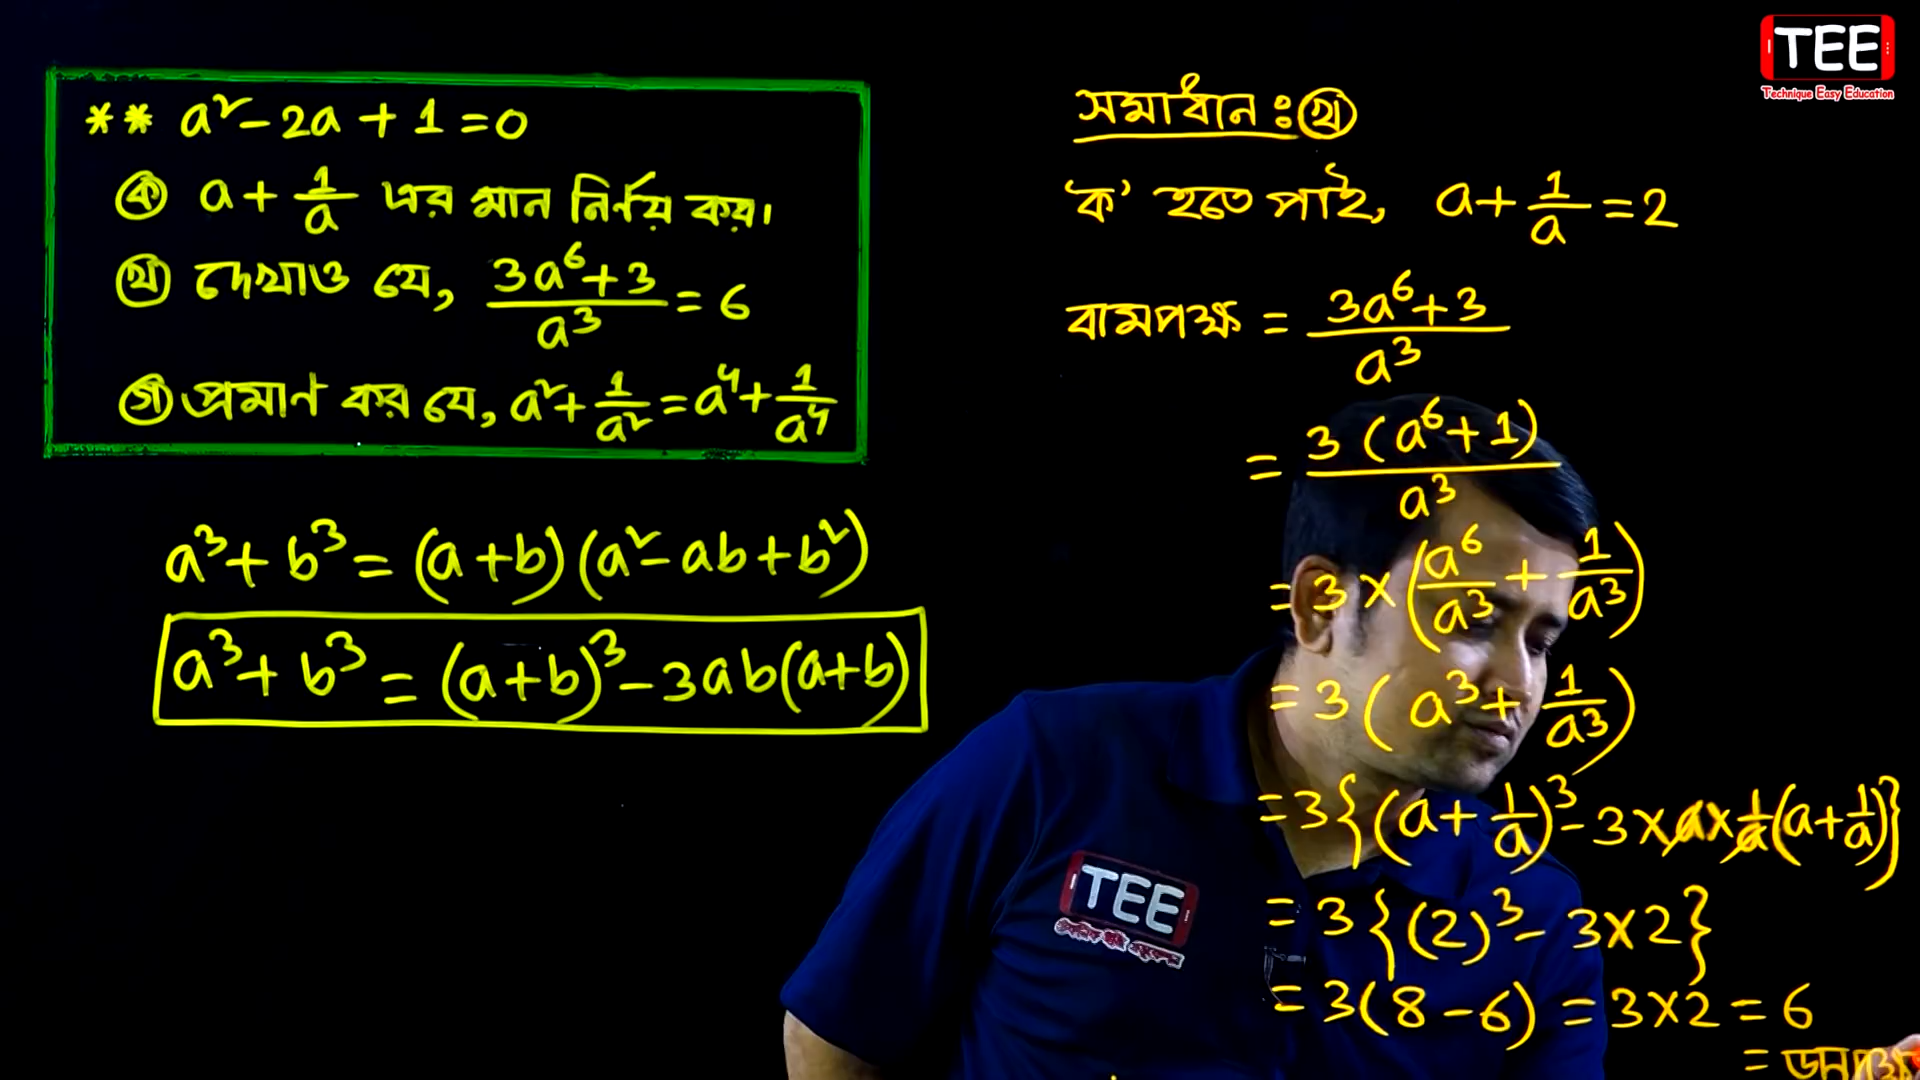 ** a² - 2a + 1 = 0
(ক) a + 1/a এর মান নির্ণয় কর।
(খ) দেখাও যে, (3a⁶ + 3)/a³ = 6
(গ) প্রমাণ কর যে, a² + 1/a² = a⁴ + 1/a⁴
a³ + b³ = (a + b)(a² - ab + b²)
a³ + b³ = (a + b)³ - 3ab(a + b)
TEE
Technique Easy Education
সমাধান : (খ)
'ক' হতে পাই, a + 1/a = 2
বামপক্ষ = (3a⁶ + 3)/a³
= 3(a⁶ + 1)/a³
= 3 × (a⁶/a³ + 1/a³)
= 3(a³ + 1/a³)
= 3{(a + 1/a)³ - 3 × a × 1/a (a + 1/a)}
= 3{(2)³ - 3×2}
= 3(8 - 6) = 3×2 = 6
= ডানপক্ষ
TEE